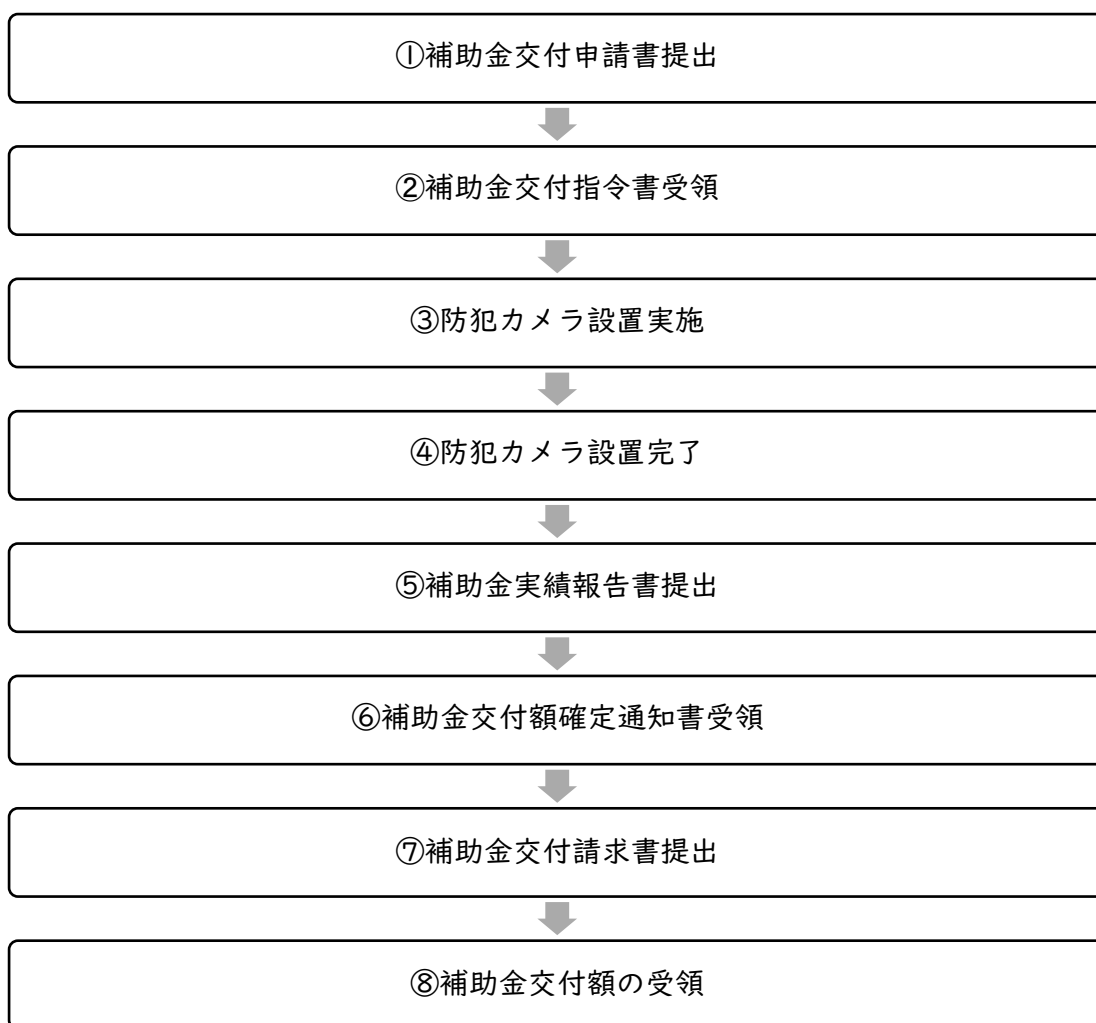 ①補助金交付申請書提出
②補助金交付指令書受領
③防犯カメラ設置実施
④防犯カメラ設置完了
⑤補助金実績報告書提出
⑥補助金交付額確定通知書受領
⑦補助金交付請求書提出
⑧補助金交付額の受領